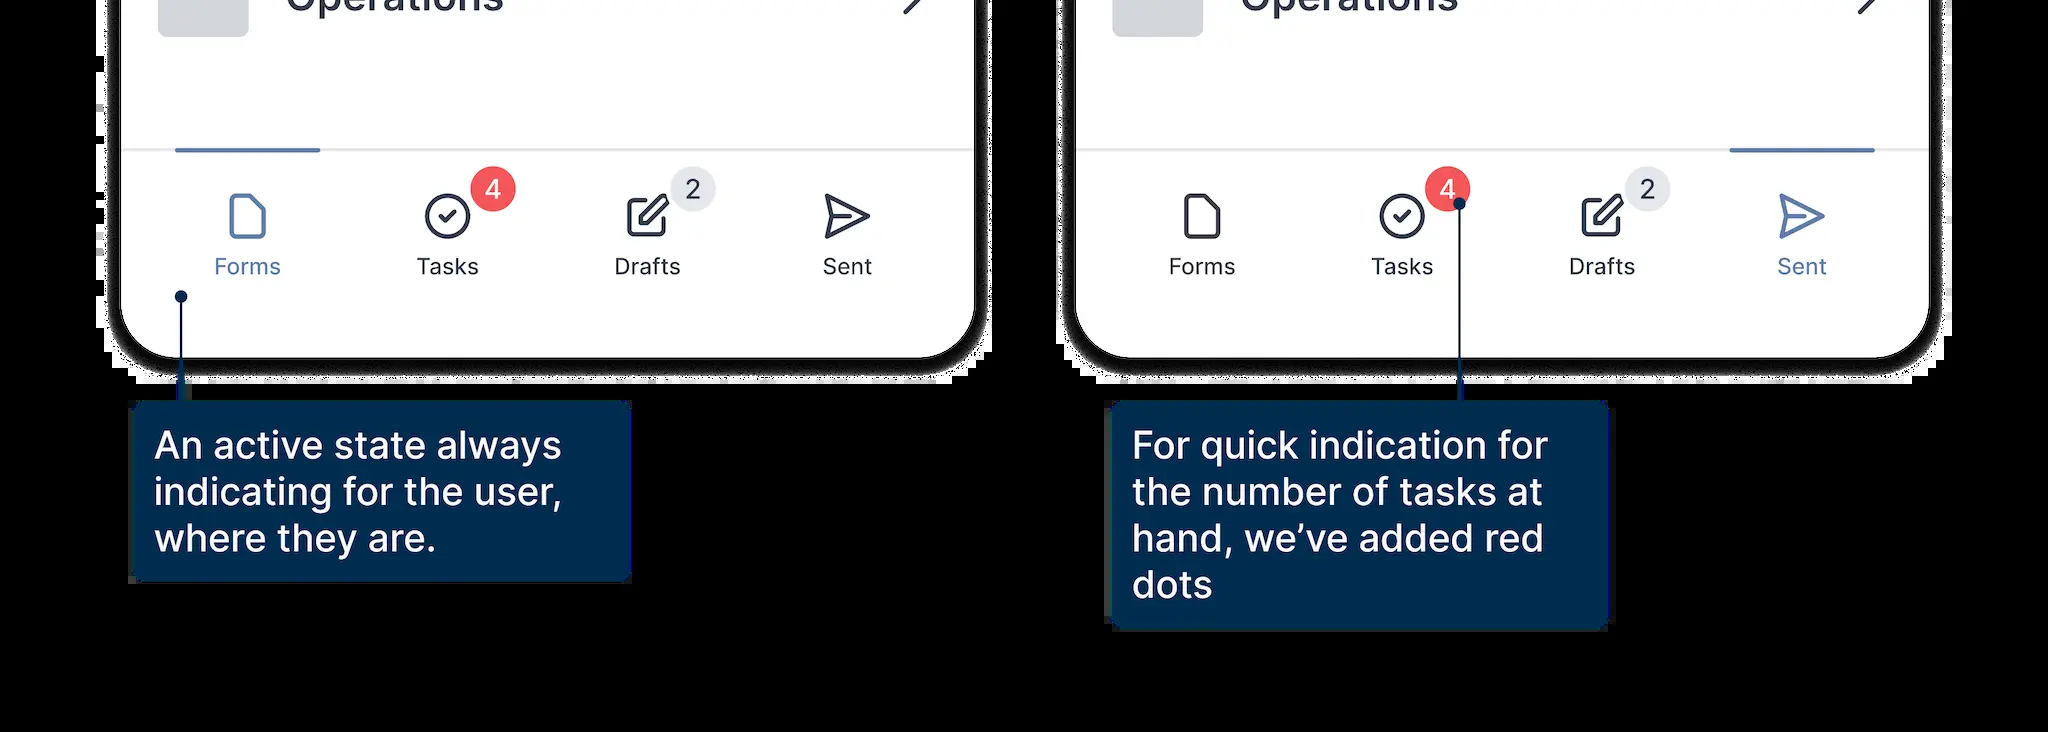 Operations
Operations
4
2
Forms
Tasks
Drafts
Sent
4
2
Forms
Tasks
Drafts
Sent
An active state always
indicating for the user,
where they are.
For quick indication for
the number of tasks at
hand, we’ve added red
dots